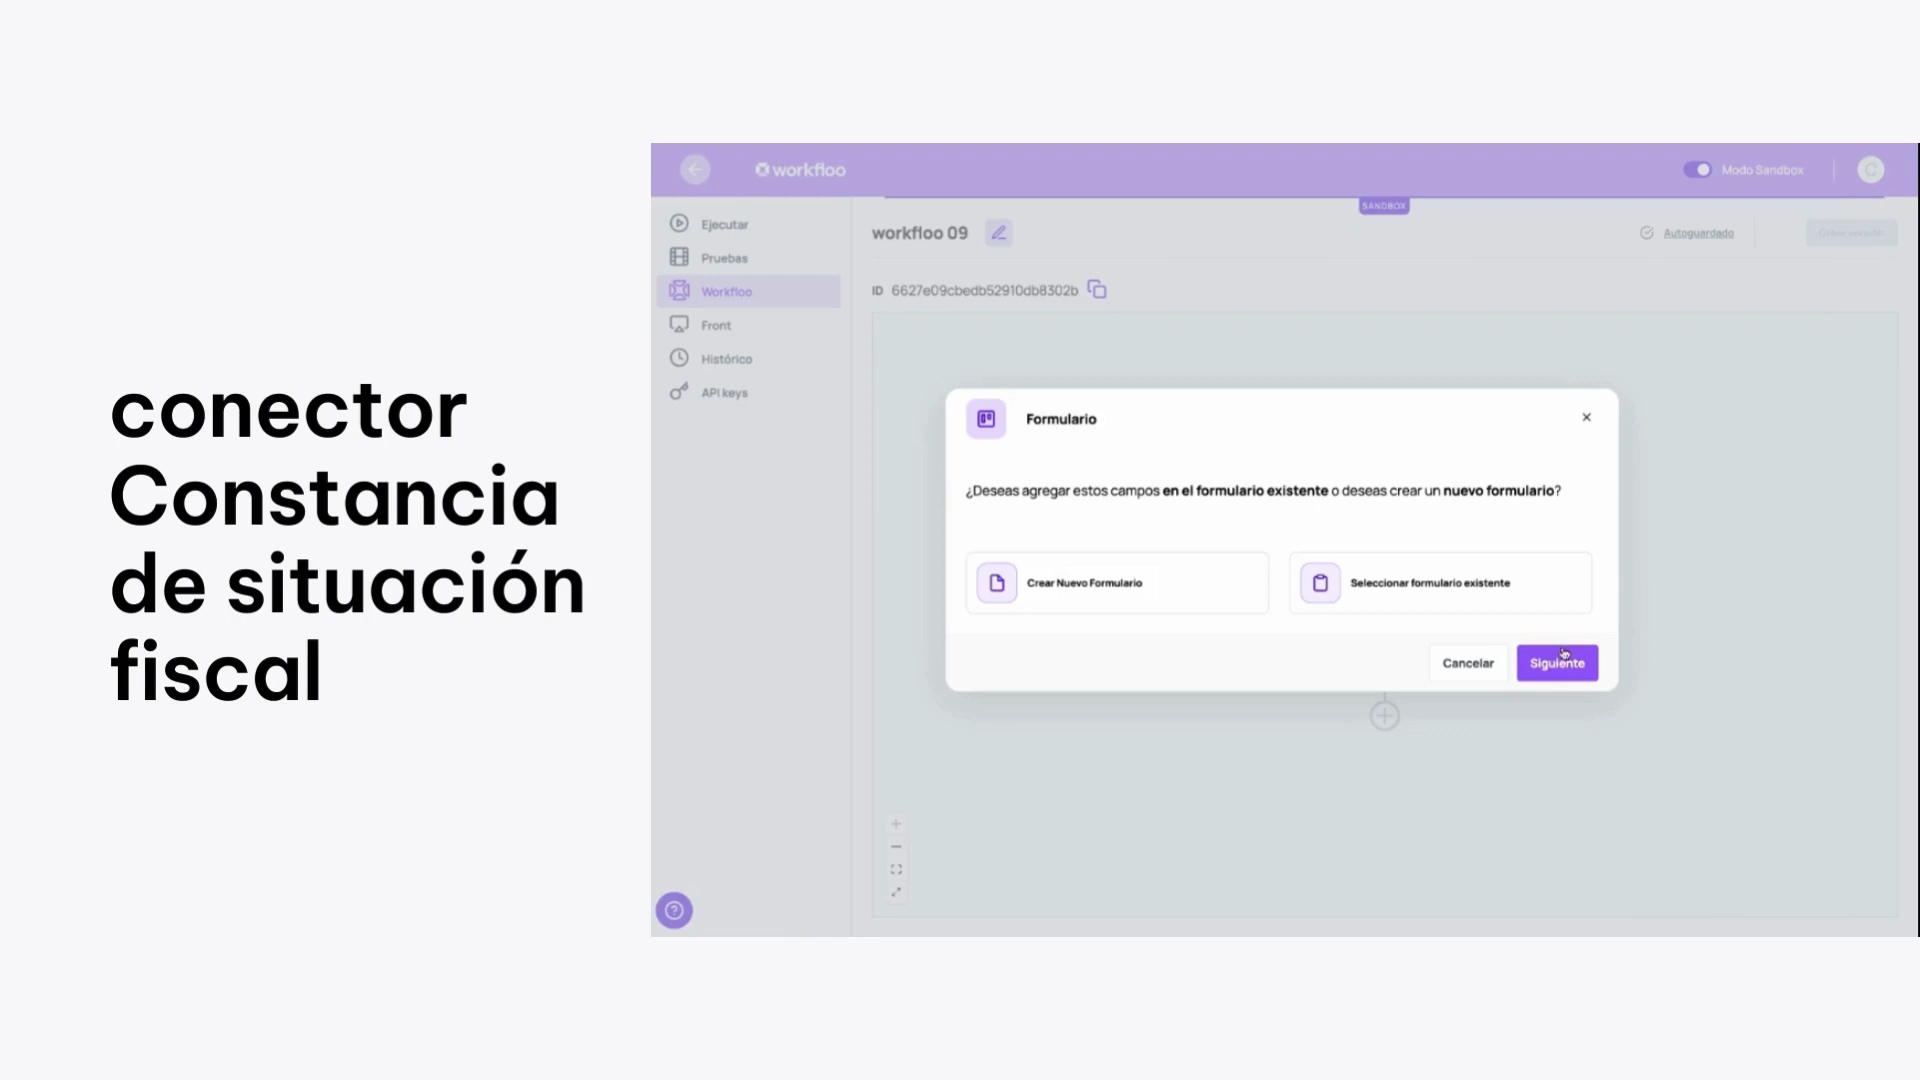 conector
Constancia
de situación
fiscal
workfloo
Modo Sandbox
C
SANDBOX
Ejecutar
Pruebas
Workfloo
Front
Histórico
API keys
workfloo 09
Autoguardado
ID 6627e09cbedb52910db8302b
Formulario
¿Deseas agregar estos campos en el formulario existente o deseas crear un nuevo formulario?
Crear Nuevo Formulario
Seleccionar formulario existente
Cancelar
Siguiente